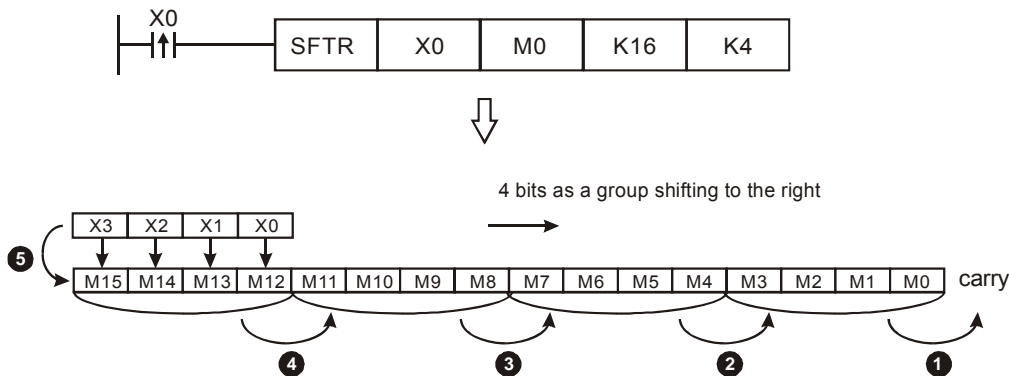 X0
SFTR X0 M0 K16 K4
4 bits as a group shifting to the right
X3 X2 X1 X0
5
M15 M14 M13 M12 M11 M10 M9 M8 M7 M6 M5 M4 M3 M2 M1 M0 carry
4 3 2 1